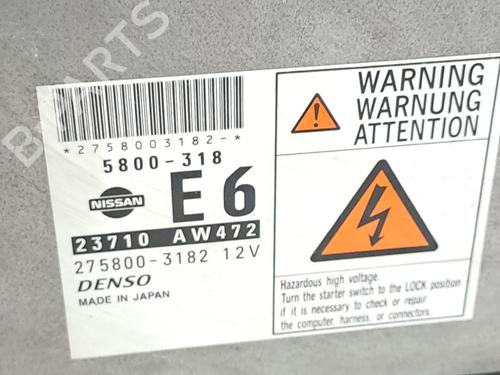 B-PARTS
*2758003182-*
5800-318
NISSAN
E6
23710 AW472
275800-3182 12V
DENSO
MADE IN JAPAN
WARNING
WARNUNG
ATTENTION
Hazardous high voltage.
Turn the starter switch to the LOCK position
if it is necessary to check or repair
the computer, harness, or connectors.